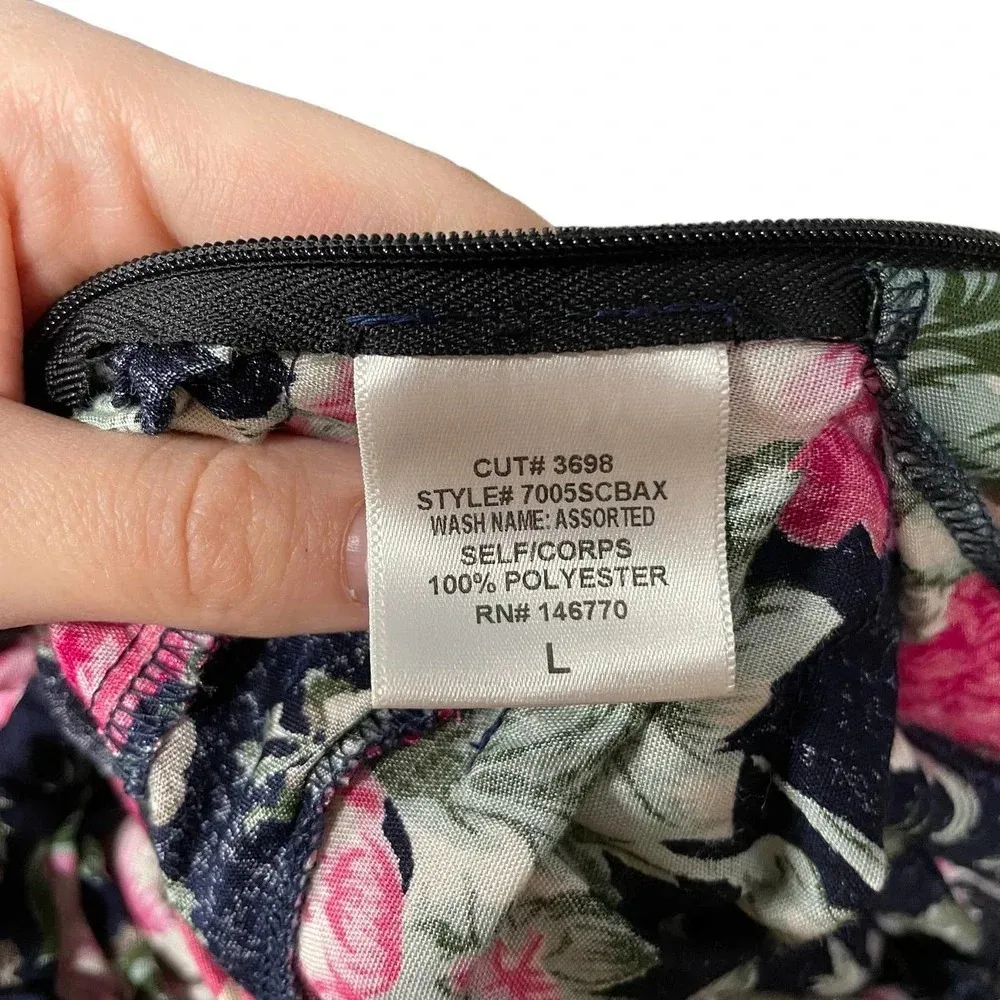 CUT# 3698
STYLE# 7005SCBAX
WASH NAME: ASSORTED
SELF/CORPS
100% POLYESTER
RN# 146770
L